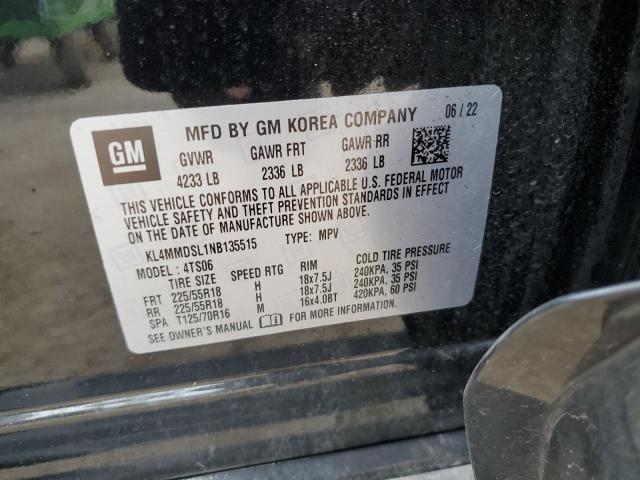 GM
MFD BY GM KOREA COMPANY 06/22
GVWR GAWR FRT GAWR RR
4233 LB 2336 LB 2336 LB
THIS VEHICLE CONFORMS TO ALL APPLICABLE U.S. FEDERAL MOTOR
VEHICLE SAFETY AND THEFT PREVENTION STANDARDS IN EFFECT
ON THE DATE OF MANUFACTURE SHOWN ABOVE.
KL4MMDSL1NB135515 TYPE: MPV
MODEL: 4TS06
TIRE SIZE SPEED RTG RIM COLD TIRE PRESSURE
FRT 225/55R18 H 18x7.5J 240KPA, 35 PSI
RR 225/55R18 H 18x7.5J 240KPA, 35 PSI
SPA T125/70R16 M 16x4.0BT 420KPA, 60 PSI
SEE OWNER'S MANUAL FOR MORE INFORMATION.